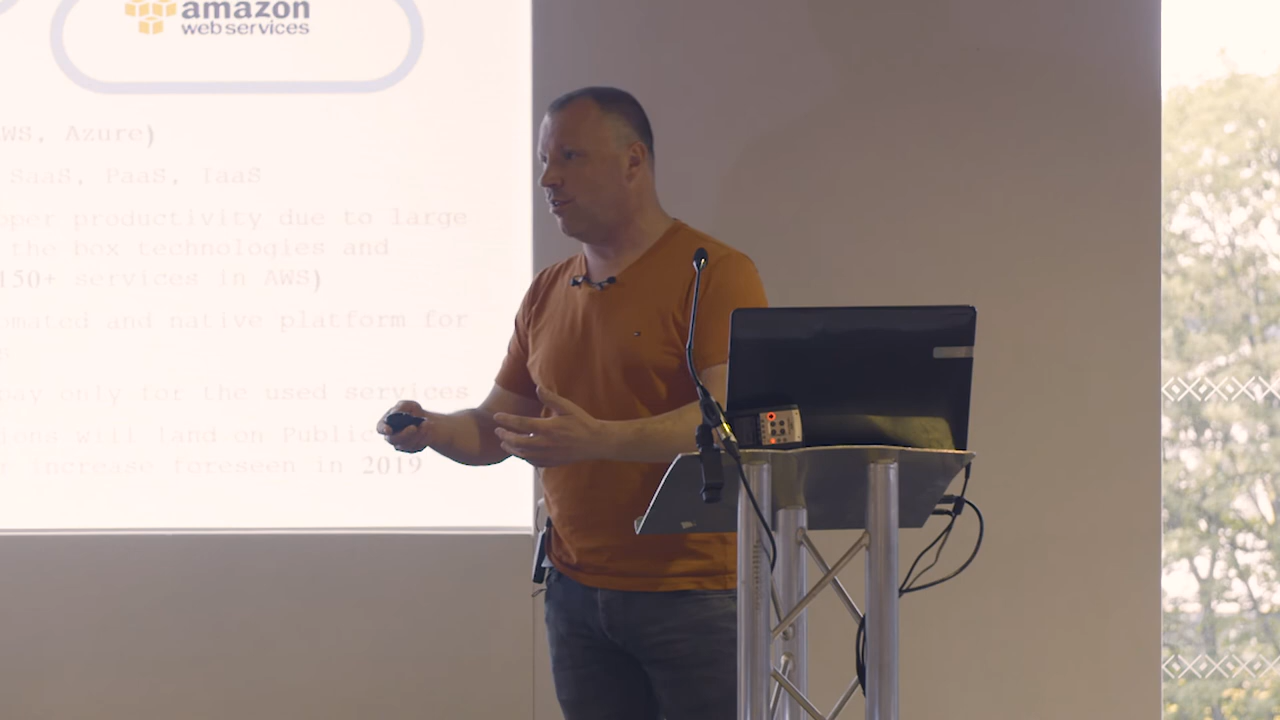 amazon
web services
WS, Azure)
SaaS, PaaS, IaaS
oper productivity due to large
the box technologies and
150+ services in AWS)
omated and native platform for
pay only for the used services
ions will land on Public
increase foreseen in 2019